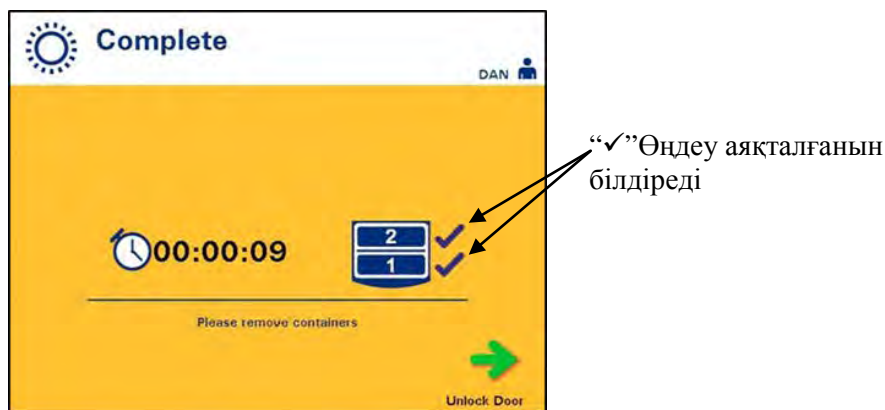 Complete
DAN
“✓”Өңдеу аяқталғанын
білдіреді
00:00:09
2
1
Please remove containers
Unlock Door